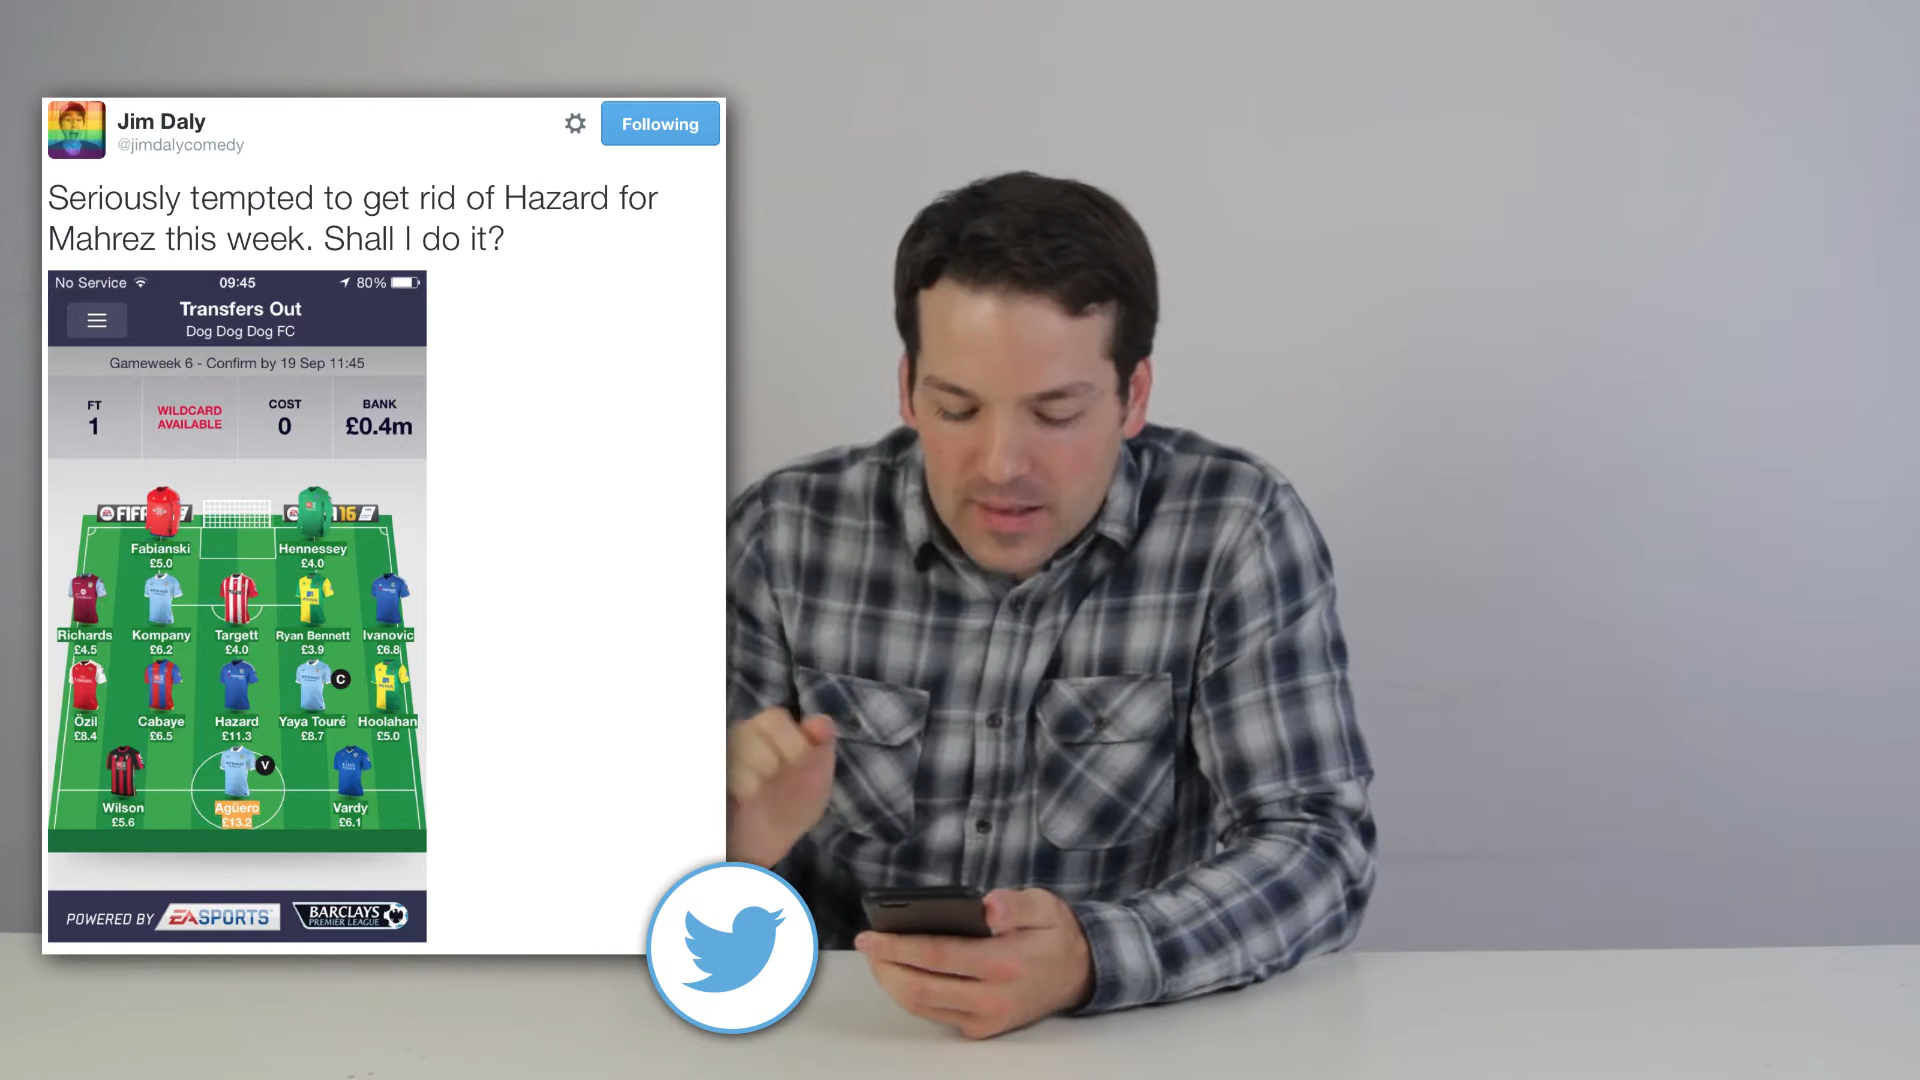 Jim Daly
@jimdalycomedy
Following
Seriously tempted to get rid of Hazard for
Mahrez this week. Shall I do it?
No Service 09:45 80%
Transfers Out
Dog Dog Dog FC
Gameweek 6 - Confirm by 19 Sep 11:45
FT WILDCARD AVAILABLE COST BANK
1 0 £0.4m
EA FIFA 16
Fabianski Hennessey
£5.0 £4.0
Richards Kompany Targett Ryan Bennett Ivanovic
£4.5 £6.2 £4.0 £3.9 £6.8
C
Özil Cabaye Hazard Yaya Touré Hoolahan
£8.4 £6.5 £11.3 £8.7 £5.0
V
Wilson Agüero Vardy
£5.6 £13.2 £6.1
POWERED BY EA SPORTS BARCLAYS
PREMIER LEAGUE